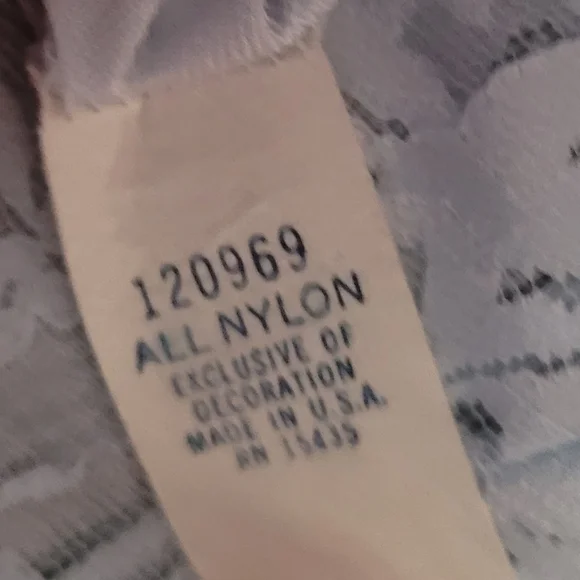 120969
ALL NYLON
EXCLUSIVE OF
DECORATION
MADE IN U.S.A.
RN 15435